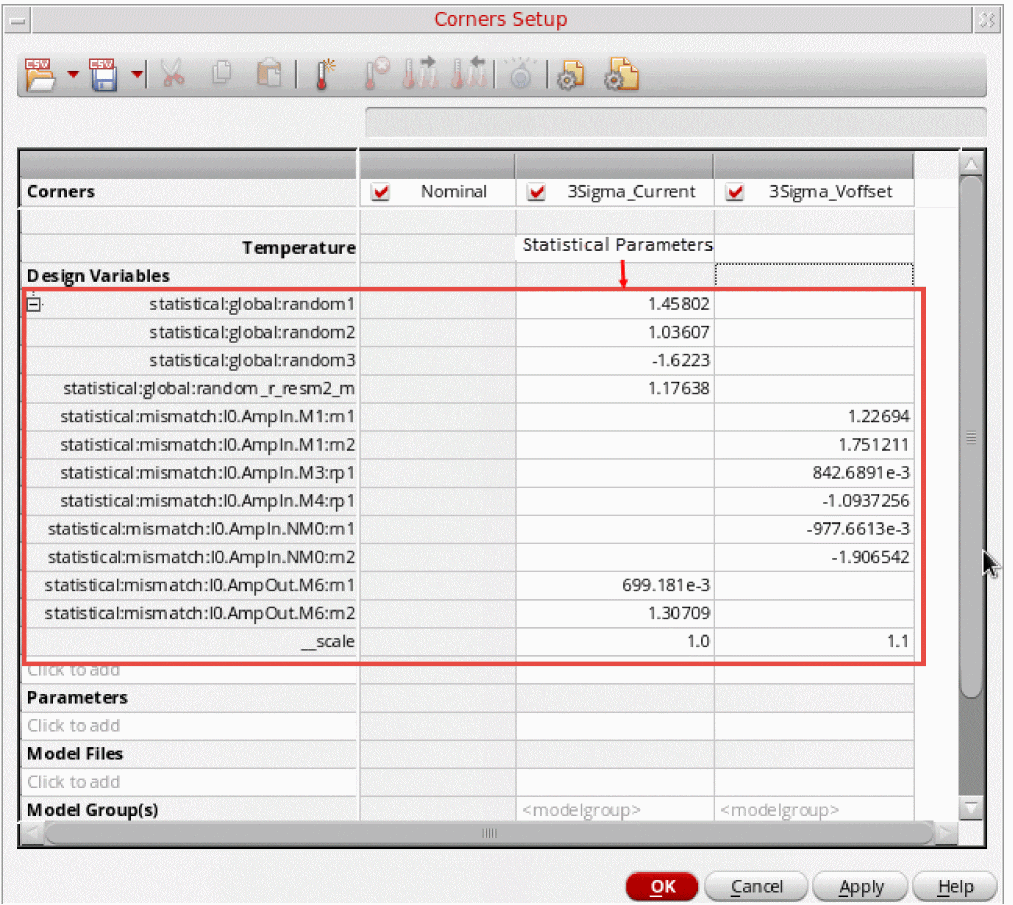 Corners Setup
CSV CSV
Corners Nominal 3Sigma_Current 3Sigma_Voffset
Temperature Statistical Parameters
Design Variables
statistical:global:random1 1.45802
statistical:global:random2 1.03607
statistical:global:random3 -1.6223
statistical:global:random_r_resm2_m 1.17638
statistical:mismatch:I0.AmpIn.M1:rn1 1.22694
statistical:mismatch:I0.AmpIn.M1:rn2 1.751211
statistical:mismatch:I0.AmpIn.M3:rp1 842.6891e-3
statistical:mismatch:I0.AmpIn.M4:rp1 -1.0937256
statistical:mismatch:I0.AmpIn.NM0:rn1 -977.6613e-3
statistical:mismatch:I0.AmpIn.NM0:rn2 -1.906542
statistical:mismatch:I0.AmpOut.M6:rn1 699.181e-3
statistical:mismatch:I0.AmpOut.M6:rn2 1.30709
__scale 1.0 1.1
Click to add
Parameters
Click to add
Model Files
Click to add
Model Group(s) <modelgroup> <modelgroup>
OK Cancel Apply Help